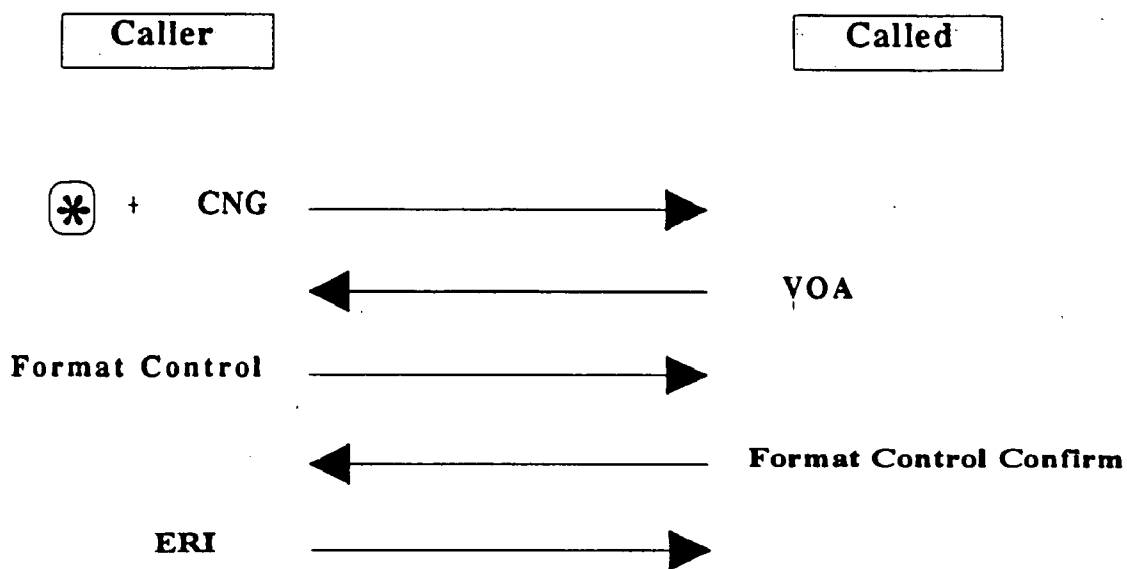 Caller
Called
* + CNG
VOA
Format Control
Format Control Confirm
ERI